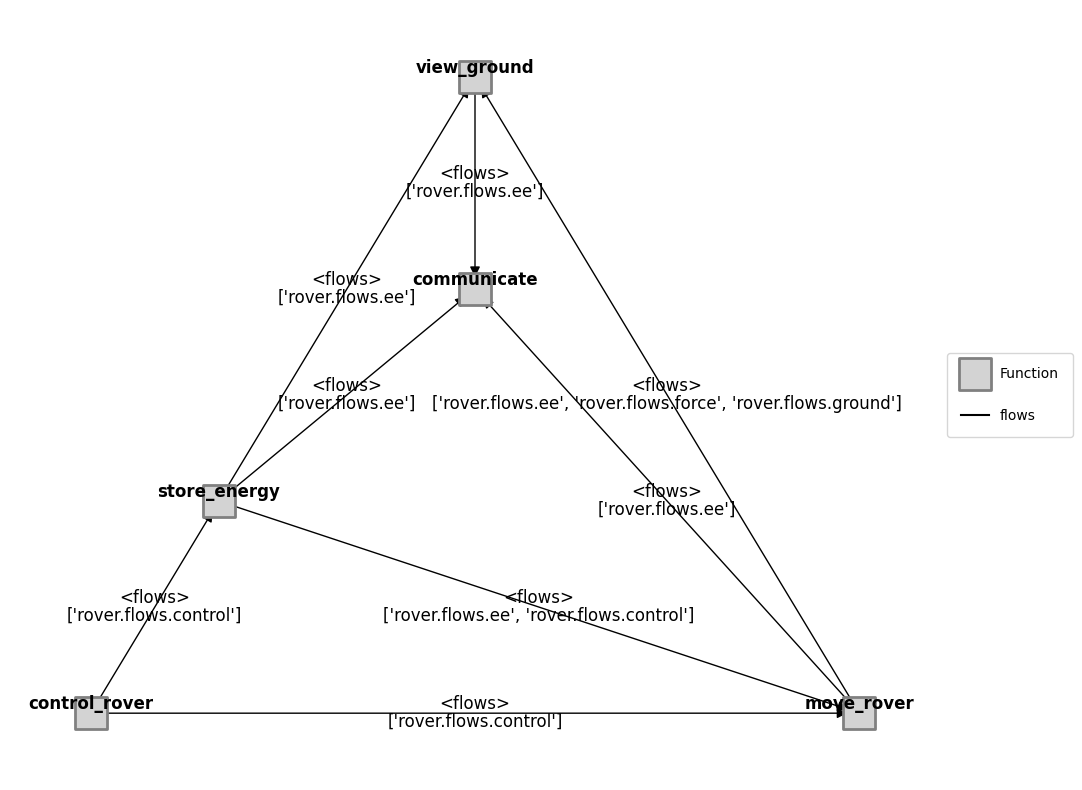 view_ground
<flows>
['rover.flows.ee']
communicate
<flows>
['rover.flows.ee']
<flows>
['rover.flows.ee']
<flows>
['rover.flows.ee', 'rover.flows.force', 'rover.flows.ground']
Function
flows
store_energy
<flows>
['rover.flows.ee']
<flows>
['rover.flows.control']
<flows>
['rover.flows.ee', 'rover.flows.control']
control_rover
<flows>
['rover.flows.control']
move_rover